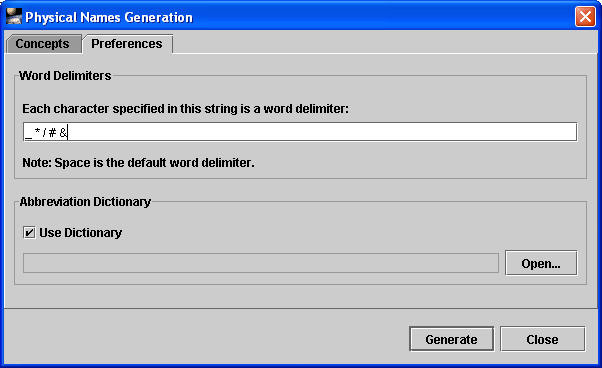 Physical Names Generation
Concepts Preferences
Word Delimiters
Each character specified in this string is a word delimiter:
_ * / # &
Note: Space is the default word delimiter.
Abbreviation Dictionary
Use Dictionary
Open...
Generate Close